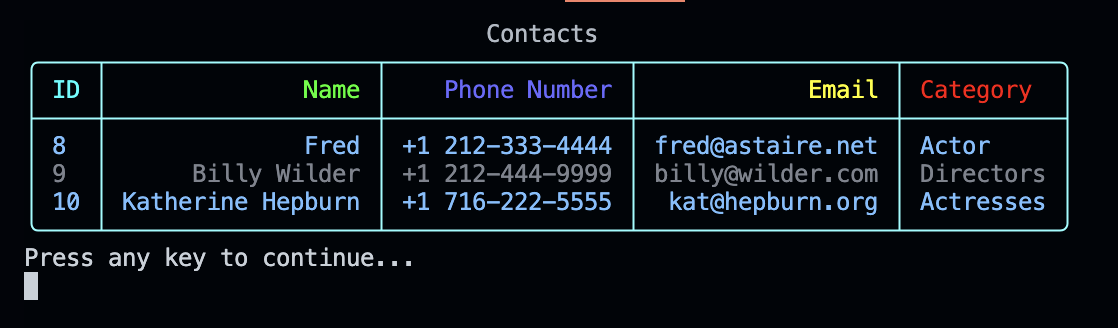 Contacts
ID Name Phone Number Email Category
8 Fred +1 212-333-4444 fred@astaire.net Actor
9 Billy Wilder +1 212-444-9999 billy@wilder.com Directors
10 Katherine Hepburn +1 716-222-5555 kat@hepburn.org Actresses
Press any key to continue...